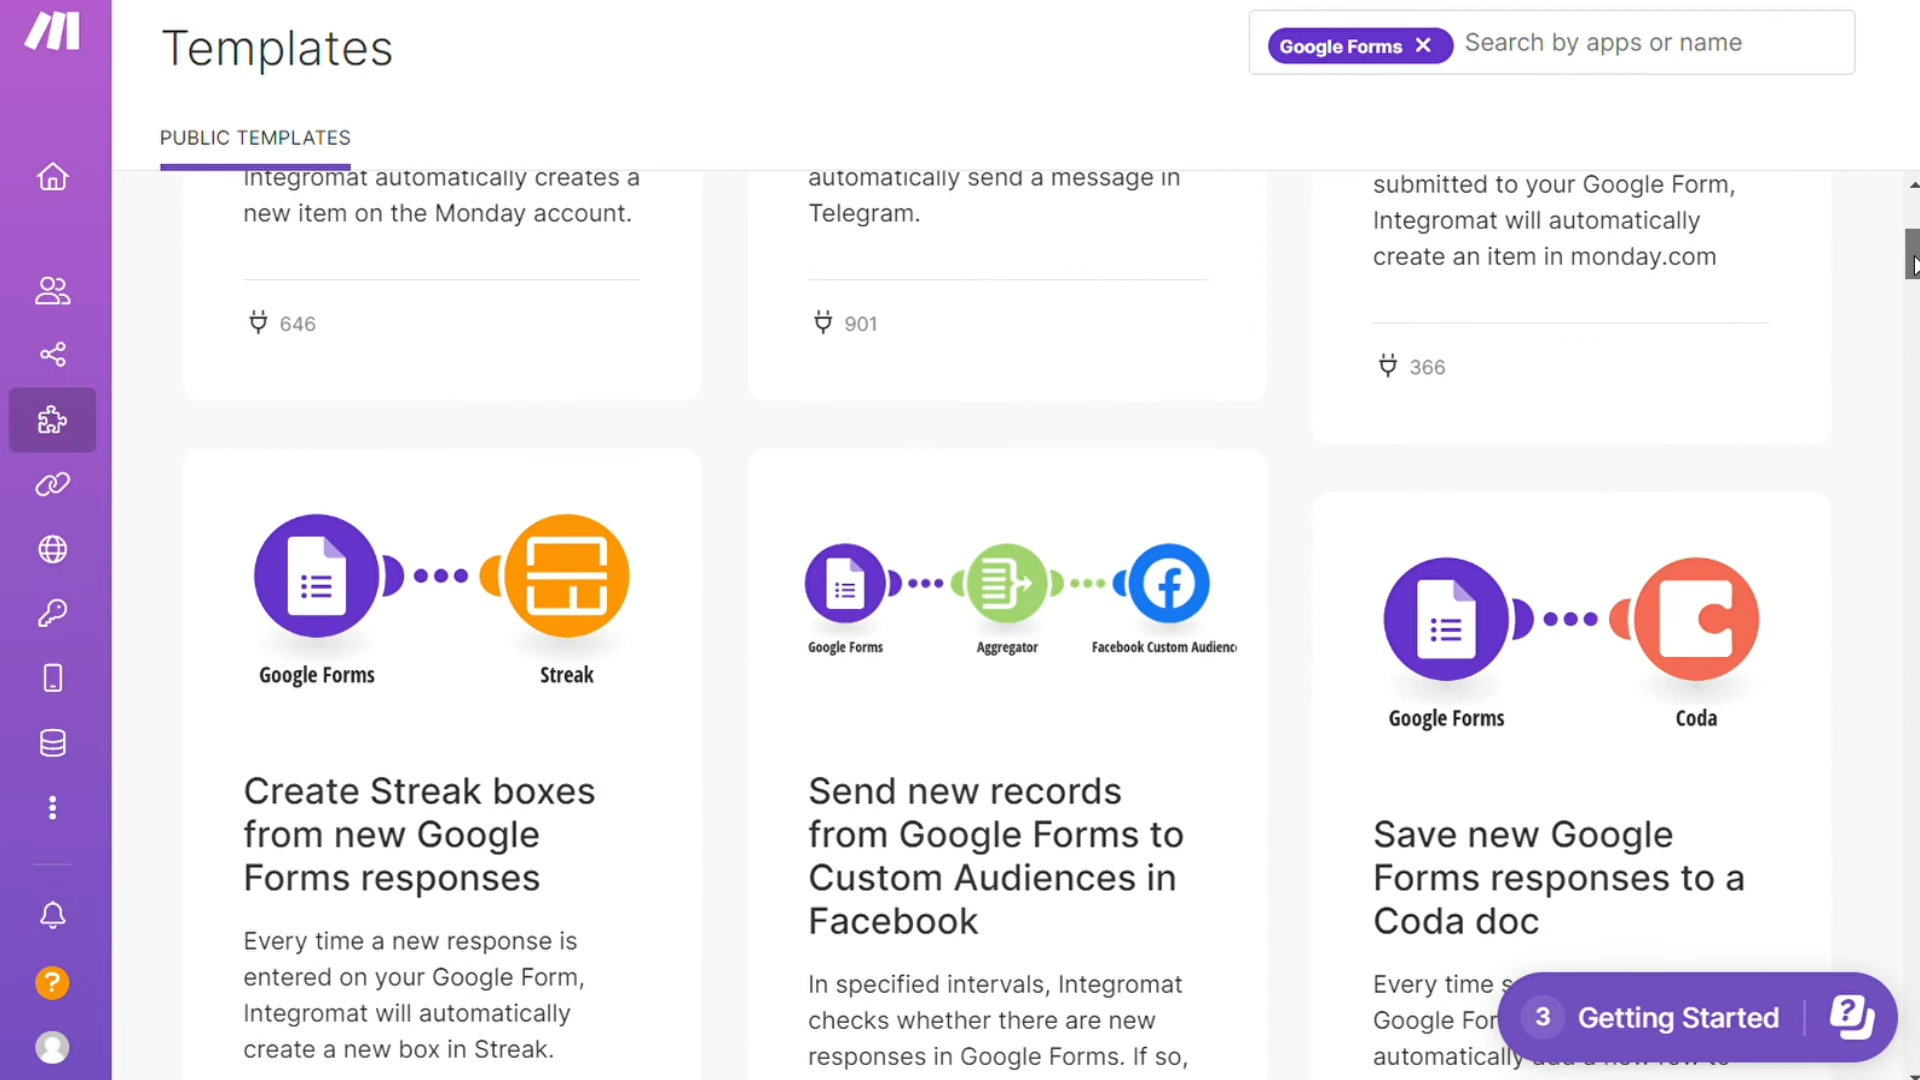 Templates
Google Forms
Search by apps or name
PUBLIC TEMPLATES
Integromat automatically creates a
new item on the Monday account.
646
automatically send a message in
Telegram.
901
submitted to your Google Form,
Integromat will automatically
create an item in monday.com
366
Google Forms
Streak
Create Streak boxes
from new Google
Forms responses
Every time a new response is
entered on your Google Form,
Integromat will automatically
create a new box in Streak.
Google Forms
Aggregator
Facebook Custom Audienc
Send new records
from Google Forms to
Custom Audiences in
Facebook
In specified intervals, Integromat
checks whether there are new
responses in Google Forms. If so,
Google Forms
Coda
Save new Google
Forms responses to a
Coda doc
Every time
Google For
automatically
3 Getting Started